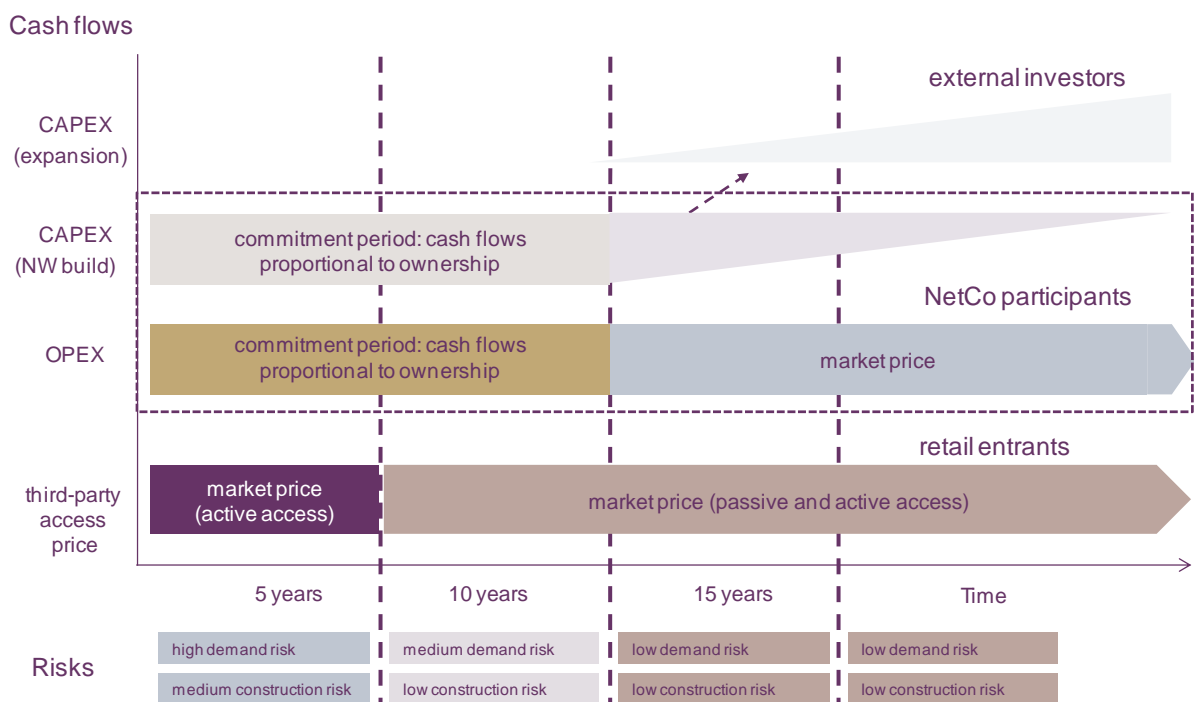 Cash flows
external investors
CAPEX
(expansion)
CAPEX
(NW build)
commitment period: cash flows
proportional to ownership
NetCo participants
OPEX
commitment period: cash flows
proportional to ownership
market price
retail entrants
third-party
access
price
market price
(active access)
market price (passive and active access)
5 years
10 years
15 years
Time
Risks
high demand risk
medium demand risk
low demand risk
low demand risk
medium construction risk
low construction risk
low construction risk
low construction risk